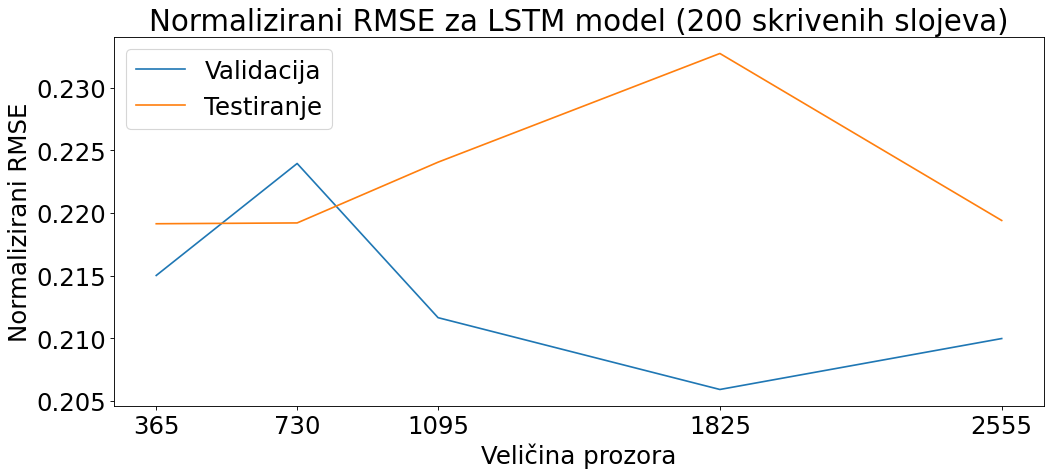 Normalizirani RMSE za LSTM model (200 skrivenih slojeva)
Validacija
Testiranje
Normalizirani RMSE
0.230
0.225
0.220
0.215
0.210
0.205
365 730 1095 1825 2555
Veličina prozora